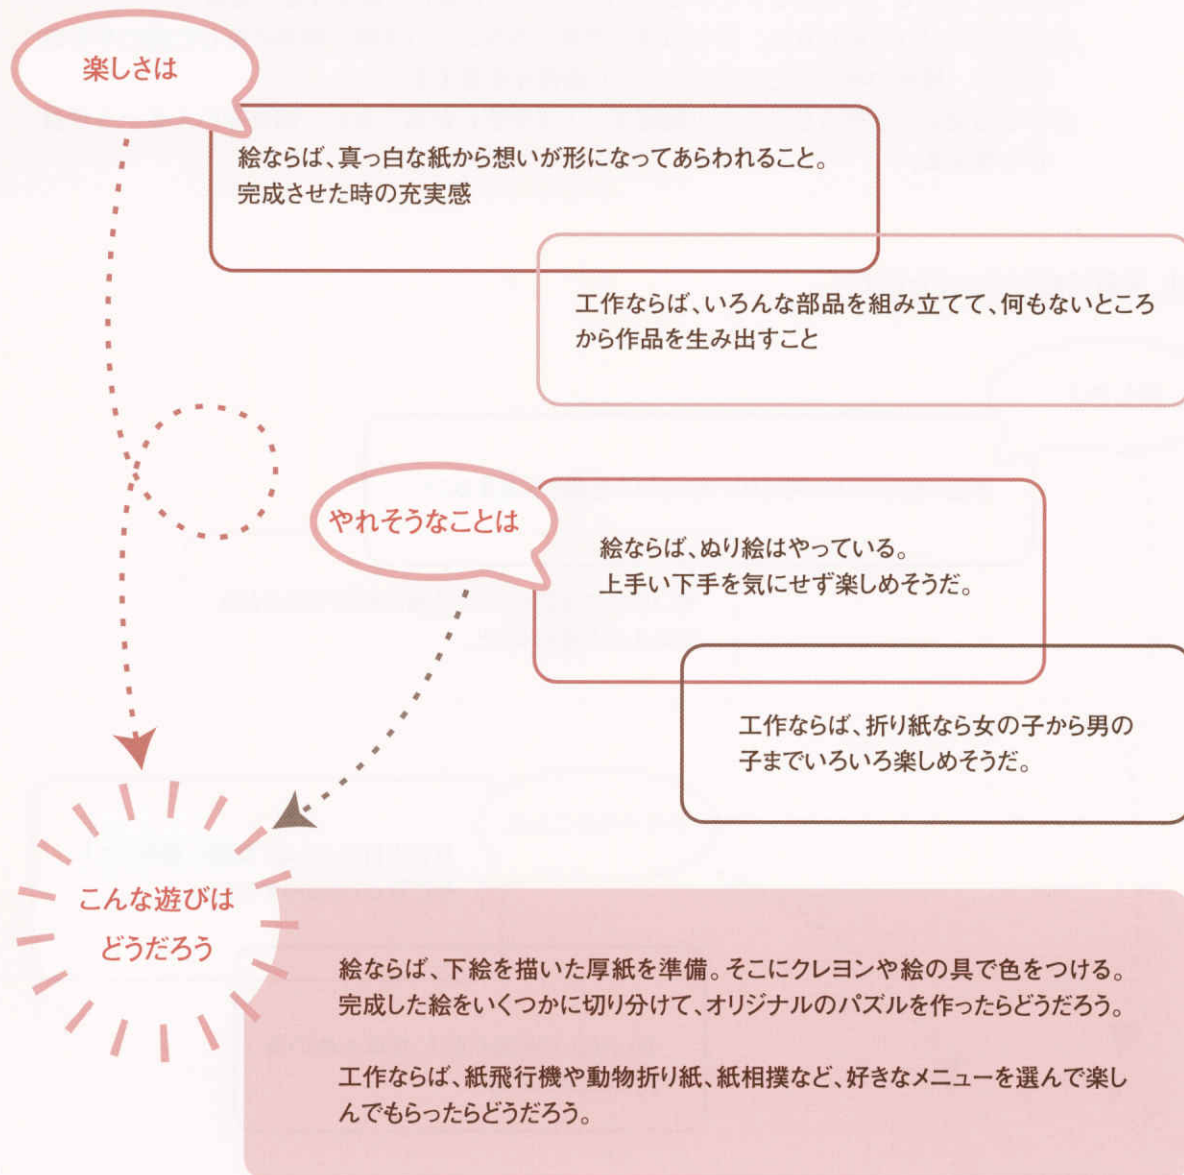 楽しさは
絵ならば、真っ白な紙から想いが形になってあらわれること。
完成させた時の充実感
工作ならば、いろんな部品を組み立てて、何もないところ
から作品を生み出すこと
やれそうなことは
絵ならば、ぬり絵はやっている。
上手い下手を気にせず楽しめそうだ。
工作ならば、折り紙なら女の子から男の
子までいろいろ楽しめそうだ。
こんな遊びは
どうだろう
絵ならば、下絵を描いた厚紙を準備。そこにクレヨンや絵の具で色をつける。
完成した絵をいくつかに切り分けて、オリジナルのパズルを作ったらどうだろう。
工作ならば、紙飛行機や動物折り紙、紙相撲など、好きなメニューを選んで楽し
んでもらったらどうだろう。